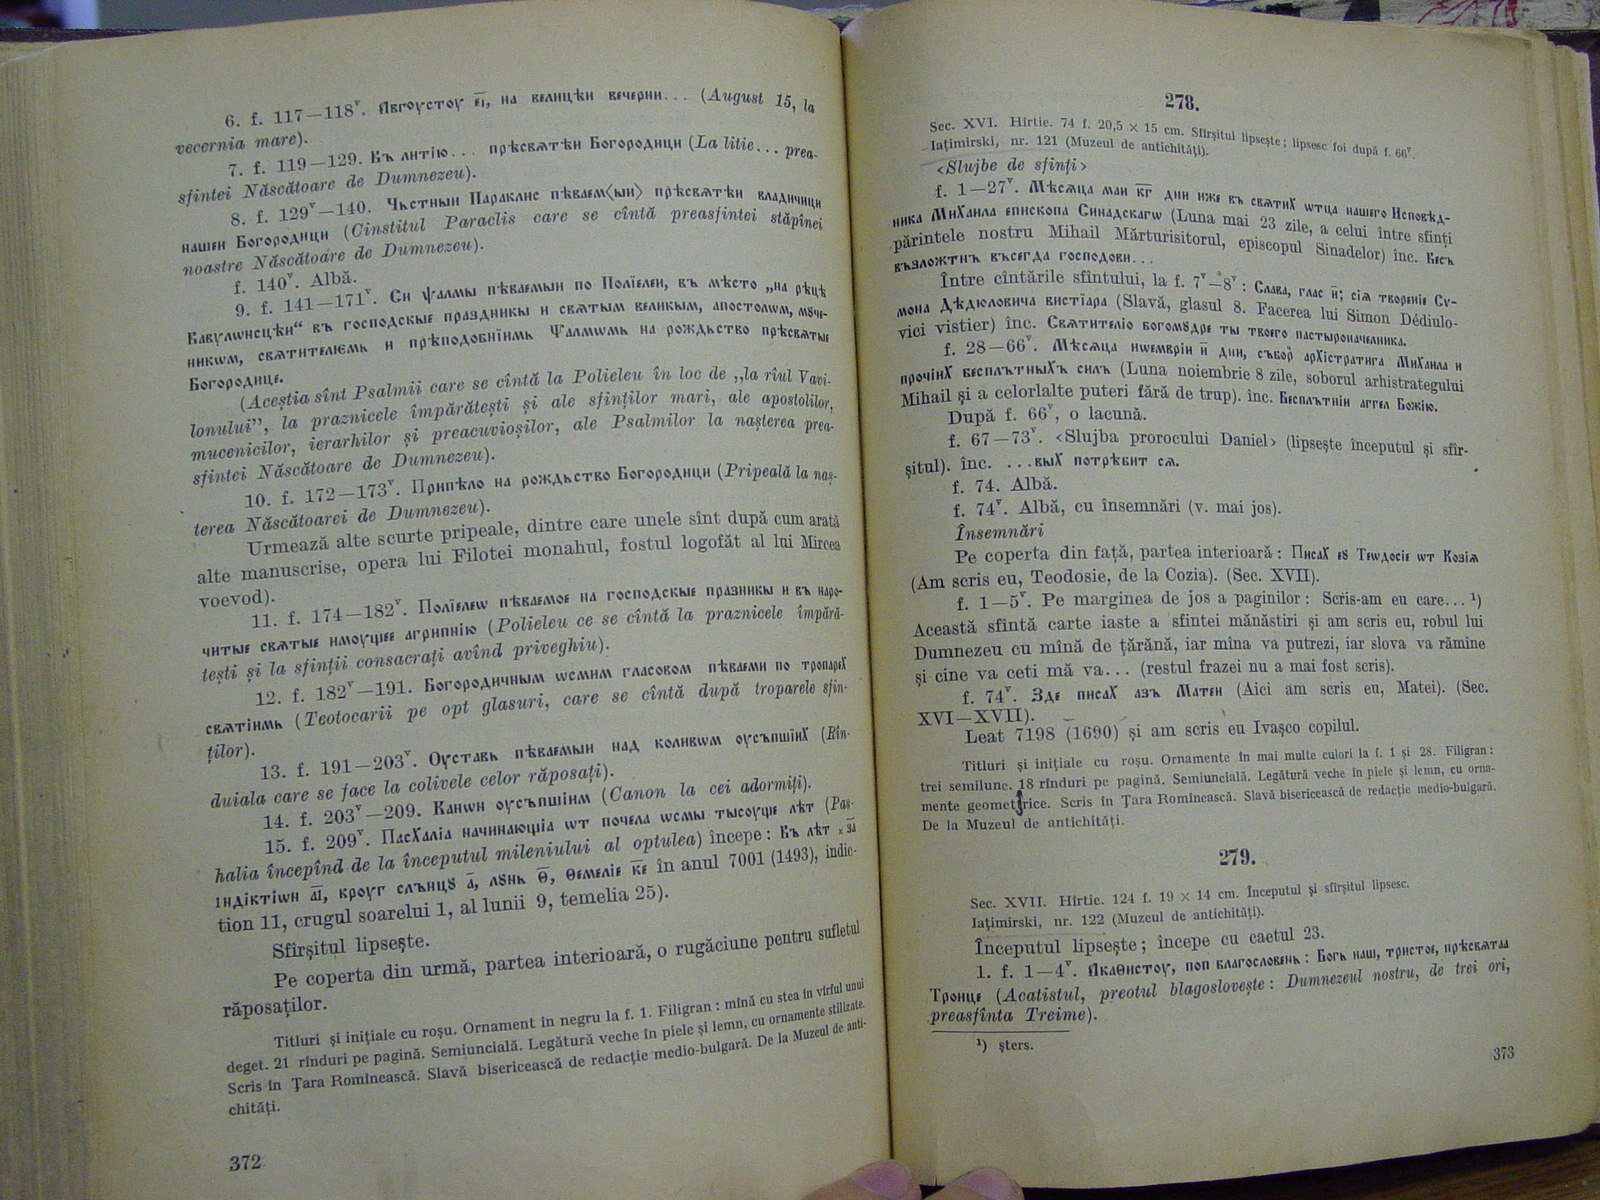 6. f. 117—118ᵛ. Авгоустоу е҃і, на велицѣи вечерни... (August 15, la
vecernia mare).
7. f. 119—129. Въ литїю... прѣсвѧтѣи Богородици (La litie... prea-
sfintei Născătoare de Dumnezeu).
8. f. 129ᵛ—140. Чьстныи Параклис пѣваем⟨ыи⟩ прѣсвѧтѣи владичици
нашеи Богородици (Cinstitul Paraclis care se cîntă preasfintei stăpînei
noastre Născătoare de Dumnezeu).
f. 140ᵛ. Albă.
9. f. 141—171ᵛ. Си ѱалмы пѣваемыи по Полїелеи, въ мѣсто „на рѣцѣ
Вавѵлѡнсцѣи“ въ господскые праздникы и свѧтым великым, апостолѡм, мꙋче-
никѡм, свѧтителиемь и прѣподобнїимь Ѱалмѡмь на рождьство прѣсвѧтые
Богородице.
(Aceștia sînt Psalmii care se cîntă la Polieleu în loc de „la rîul Vavi-
lonului”, la praznicele împărătești și ale sfinților mari, ale apostolilor,
mucenicilor, ierarhilor și preacuvioșilor, ale Psalmilor la nașterea prea-
sfintei Născătoare de Dumnezeu).
10. f. 172—173ᵛ. Припѣло на рождьство Богородици (Pripeală la naș-
terea Născătoarei de Dumnezeu).
Urmează alte scurte pripeale, dintre care unele sînt după cum arată
alte manuscrise, opera lui Filotei monahul, fostul logofăt al lui Mircea
voevod).
11. f. 174—182ᵛ. Полїелеѡ пѣваемое на господскые празникы и въ наро-
читые свѧтые имоущее агрипнїю (Polieleu ce se cîntă la praznicele împără-
tești și la sfinții consacrați avînd priveghiu).
12. f. 182ᵛ—191. Богородичным ѡсмим гласовом пѣваеми по тропарех
свѧтїимь (Teotocarii pe opt glasuri, care se cîntă după troparele sfin-
ților).
13. f. 191—203ᵛ. Оуставь пѣваемыи над коливѡм оусъпшїих (Rîn-
duiala care se face la colivele celor răposați).
14. f. 203ᵛ—209. Канѡн оусъпшїим (Canon la cei adormiți).
15. f. 209ᵛ. Пасхалїа начинающїа ѡт почела ѡсмы тысоуще лѣт (Pas-
halia începînd de la începutul mileniului al optulea) începe: Въ лѣт ҂з҃а
індїктїѡн а҃і, кроуг слънцꙋ а҃, лꙋнь ѳ҃, ѳемелїе к҃е în anul 7001 (1493), indic-
tion 11, crugul soarelui 1, al lunii 9, temelia 25).
Sfîrșitul lipsește.
Pe coperta din urmă, partea interioară, o rugăciune pentru sufletul
răposaților.
Titluri și inițiale cu roșu. Ornament în negru la f. 1. Filigran: mînă cu stea în vîrful unui
deget. 21 rînduri pe pagină. Semiuncială. Legătură veche în piele și lemn, cu ornamente stilizate.
Scris în Țara Romînească. Slavă bisericească de redacție medio-bulgară. De la Muzeul de anti-
chități.
372
278.
Sec. XVI. Hîrtie. 74 f. 20,5 × 15 cm. Sfîrșitul lipsește; lipsesc foi după f. 66ᵛ.
Iațimirski, nr. 121 (Muzeul de antichități).
<Slujbe de sfinți>
f. 1—27ᵛ. Мѣсѧца маи к҃г дни иже въ свѧтих ѡтца нашего Исповѣд-
ника Михаила епископа Синадскагѡ (Luna mai 23 zile, a celui între sfinți
părintele nostru Mihail Mărturisitorul, episcopul Sinadelor) înc. Весь
възложтнъ въсегда господови...
Între cîntările sfîntului, la f. 7ᵛ—8ᵛ: Слава, глас и҃; сїѧ творенїе Сѵ-
мона Дѣдюловича вистїара (Slavă, glasul 8. Facerea lui Simon Dédiulo-
vici vistier) înc. Свѧтителїо богомꙋдре ты твоего пастыроначелника.
f. 28—66ᵛ. Мѣсѧца ноемврїи и҃ дни, събор архїстратига Михаила и
прочїих бесплътныхъ силъ (Luna noiembrie 8 zile, soborul arhistrategului
Mihail și a celorlalte puteri fără de trup). înc. Бесплътнїи аггел Божїю.
După f. 66ᵛ, o lacună.
f. 67—73ᵛ. <Slujba prorocului Daniel> (lipsește începutul și sfîr-
șitul). înc. ...вых потрѣбит сѧ.
f. 74. Albă.
f. 74ᵛ. Albă, cu însemnări (v. mai jos).
Însemnări
Pe coperta din față, partea interioară: Писах еꙋ Теѡдосїе ѡт Козїѧ
(Am scris eu, Teodosie, de la Cozia). (Sec. XVII).
f. 1—5ᵛ. Pe marginea de jos a paginilor: Scris-am eu care...¹)
Această sfîntă carte iaste a sfintei mănăstiri și am scris eu, robul lui
Dumnezeu cu mînă de țărănă, iar mîna va putrezi, iar slova va rămîne
și cine va ceti mă va... (restul frazei nu a mai fost scris).
f. 74ᵛ. Зде писах азъ Матеи (Aici am scris eu, Matei). (Sec.
XVI—XVII).
Leat 7198 (1690) și am scris eu Ivașco copilul.
Titluri și inițiale cu roșu. Ornamente în mai multe culori la f. 1 și 28. Filigran:
trei semilune. 18 rînduri pe pagină. Semiuncială. Legătură veche în piele și lemn, cu orna-
mente geometrice. Scris în Țara Romînească. Slavă bisericească de redacție medio-bulgară.
De la Muzeul de antichități.
279.
Sec. XVII. Hîrtie. 124 f. 19 × 14 cm. Începutul și sfîrșitul lipsesc.
Iațimirski, nr. 122 (Muzeul de antichități).
Începutul lipsește; începe cu caetul 23.
1. f. 1—4ᵛ. Акаѳистоу, поп благословень: Богь наш, тристое, прѣсвѧтаа
Троице (Acatistul, preotul blagoslovește: Dumnezeul nostru, de trei ori,
preasfînta Treime).
¹) șters.
373